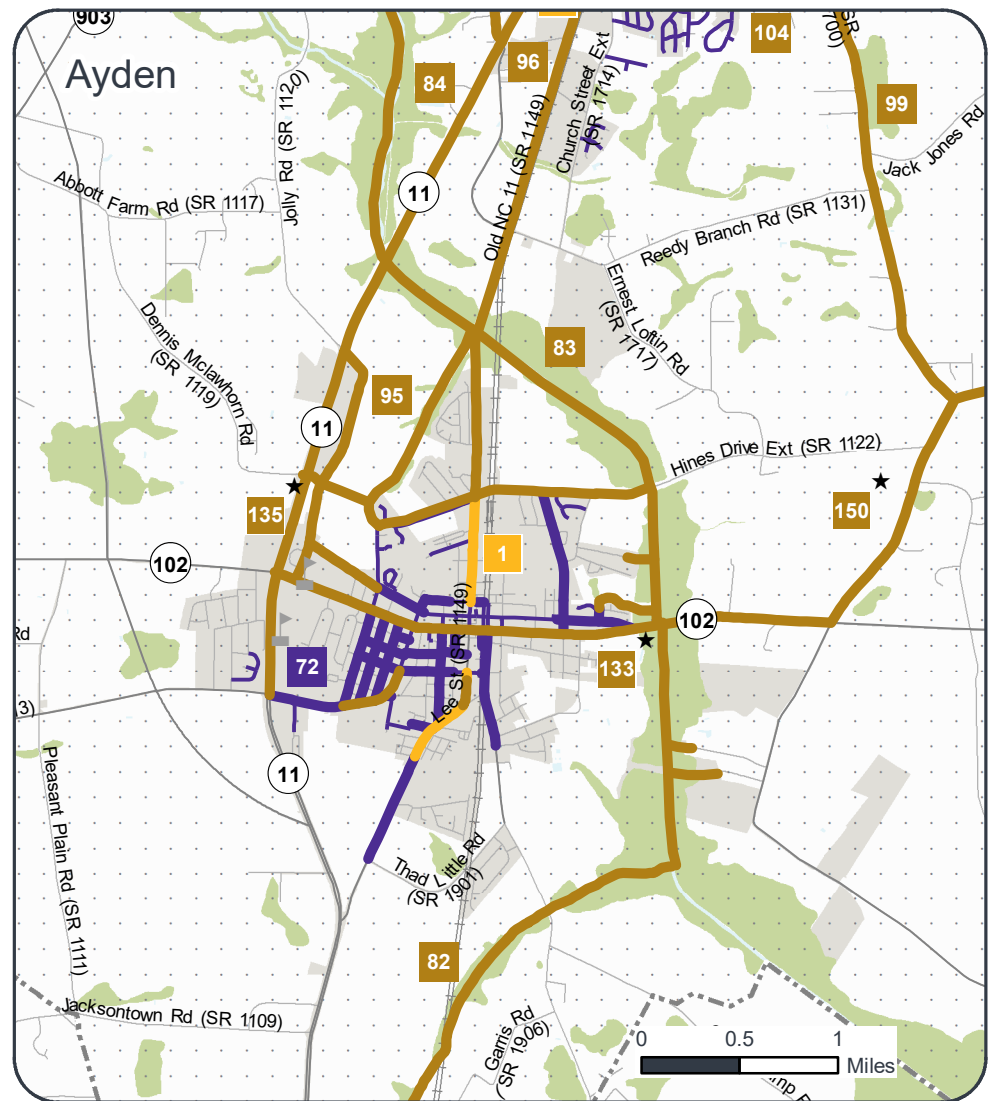 903
Ayden
84
96
Church Street Ext
(SR 1714)
104
SR
700)
99
Jack Jones Rd
Jolly Rd (SR 1120)
Old NC 11 (SR 1149)
11
Abbott Farm Rd (SR 1117)
Reedy Branch Rd (SR 1131)
Ernest Loftin Rd
(SR 1717)
Dennis Mclawhorn Rd
(SR 1119)
83
95
11
Hines Drive Ext (SR 1122)
135
150
102
1
102
Rd
72
Lee St (SR 1149)
133
3)
11
Pleasant Plain Rd (SR 1111)
Thad Little Rd
(SR 1901)
82
Jacksontown Rd (SR 1109)
Garris Rd
(SR 1906)
0 0.5 1
Miles